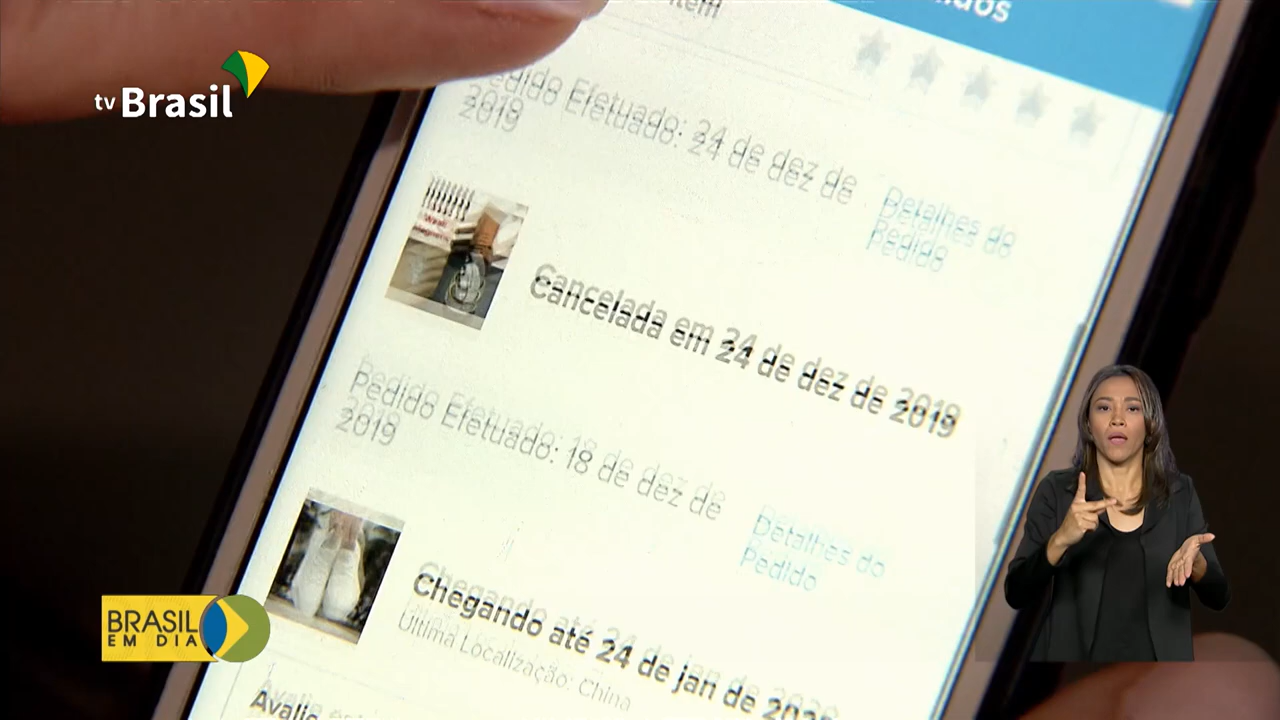 item
tv Brasil
Pedido Efetuado: 24 de dez de
2019
Detalhes do
Pedido
Cancelada em 24 de dez de 2019
Pedido Efetuado: 18 de dez de
2019
Detalhes do
Pedido
Chegando até 24 de jan de
Última Localização: China
BRASIL
EM DIA